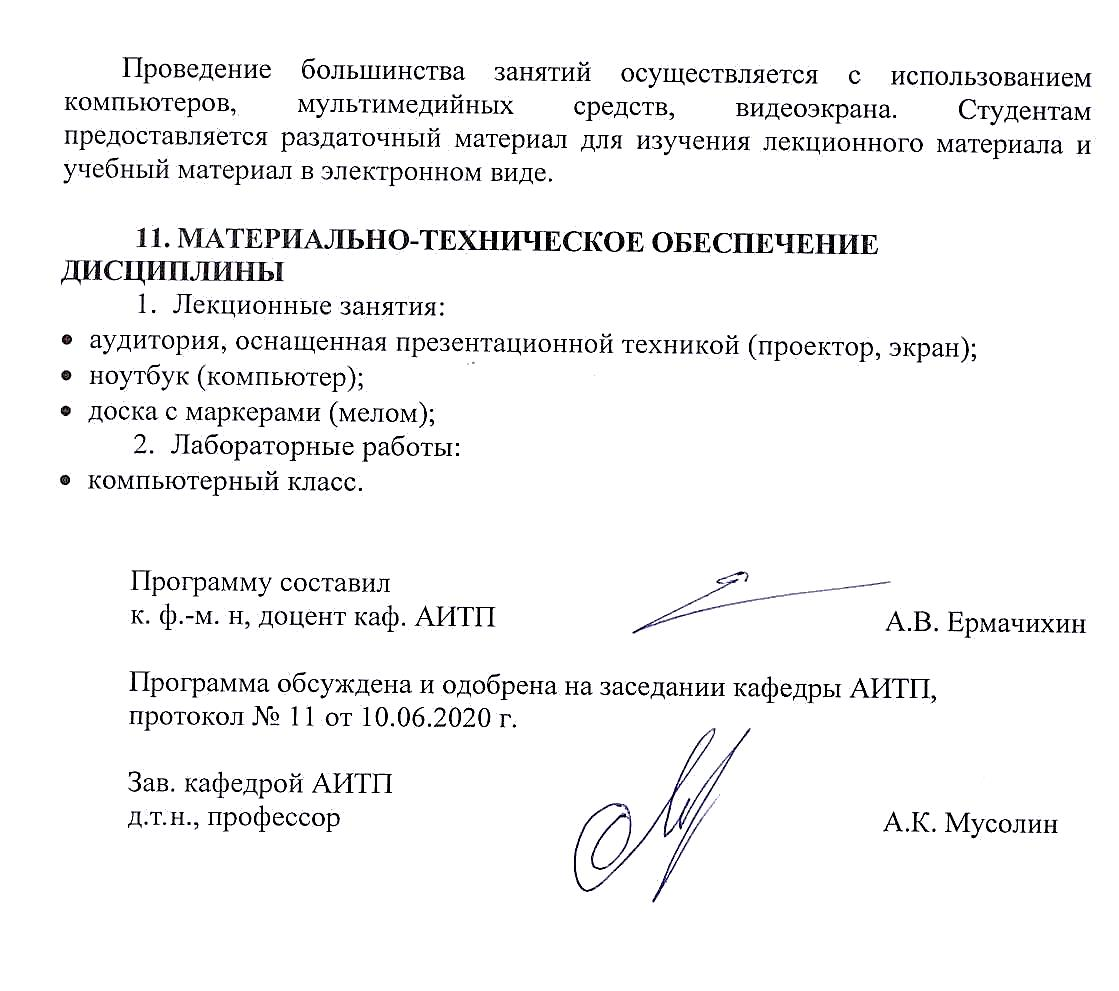 Проведение большинства занятий осуществляется с использованием
компьютеров, мультимедийных средств, видеоэкрана. Студентам
предоставляется раздаточный материал для изучения лекционного материала и
учебный материал в электронном виде.
11. МАТЕРИАЛЬНО-ТЕХНИЧЕСКОЕ ОБЕСПЕЧЕНИЕ
ДИСЦИПЛИНЫ
1. Лекционные занятия:
• аудитория, оснащенная презентационной техникой (проектор, экран);
• ноутбук (компьютер);
• доска с маркерами (мелом);
2. Лабораторные работы:
• компьютерный класс.
Программу составил
к. ф.-м. н, доцент каф. АИТП
А.В. Ермачихин
Программа обсуждена и одобрена на заседании кафедры АИТП,
протокол № 11 от 10.06.2020 г.
Зав. кафедрой АИТП
д.т.н., профессор
А.К. Мусолин